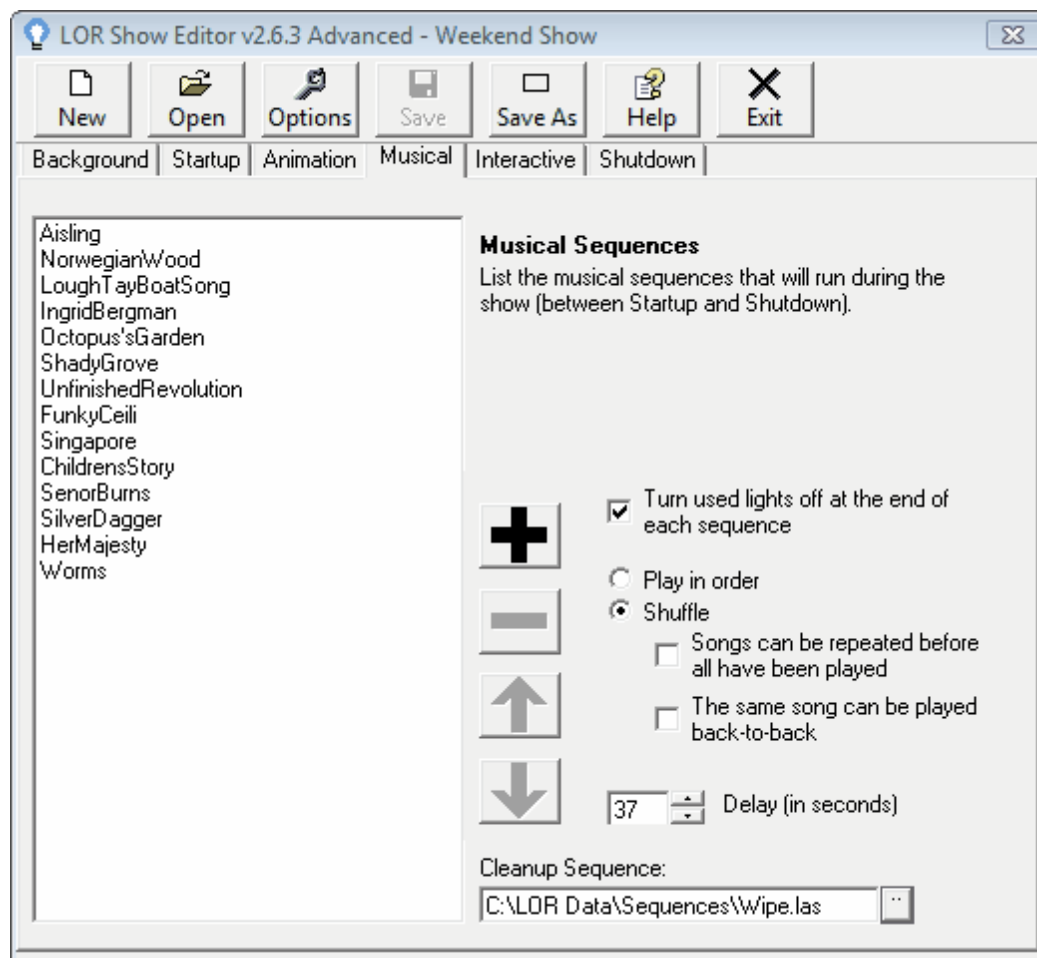 LOR Show Editor v2.6.3 Advanced - Weekend Show
New Open Options Save Save As Help Exit
Background Startup Animation Musical Interactive Shutdown
Aisling
NorwegianWood
LoughTayBoatSong
IngridBergman
Octopus'sGarden
ShadyGrove
UnfinishedRevolution
FunkyCeili
Singapore
ChildrensStory
SenorBurns
SilverDagger
HerMajesty
Worms
Musical Sequences
List the musical sequences that will run during the
show (between Startup and Shutdown).
Turn used lights off at the end of
each sequence
Play in order
Shuffle
Songs can be repeated before
all have been played
The same song can be played
back-to-back
37 Delay (in seconds)
Cleanup Sequence:
C:\LOR Data\Sequences\Wipe.las ..